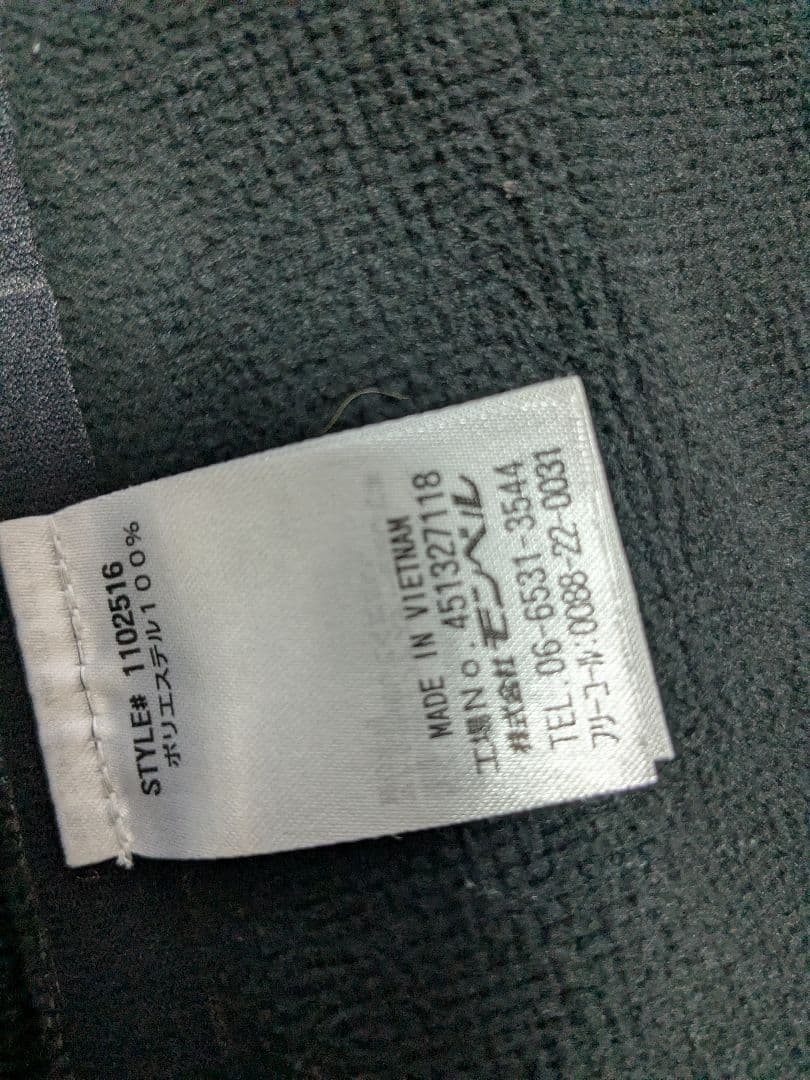 STYLE# 1102516
ポリエステル１００％
MADE IN VIETNAM
工場No. 451327118
株式会社 モンベル
TEL.06-6531-3544
フリーコール:0088-22-0031